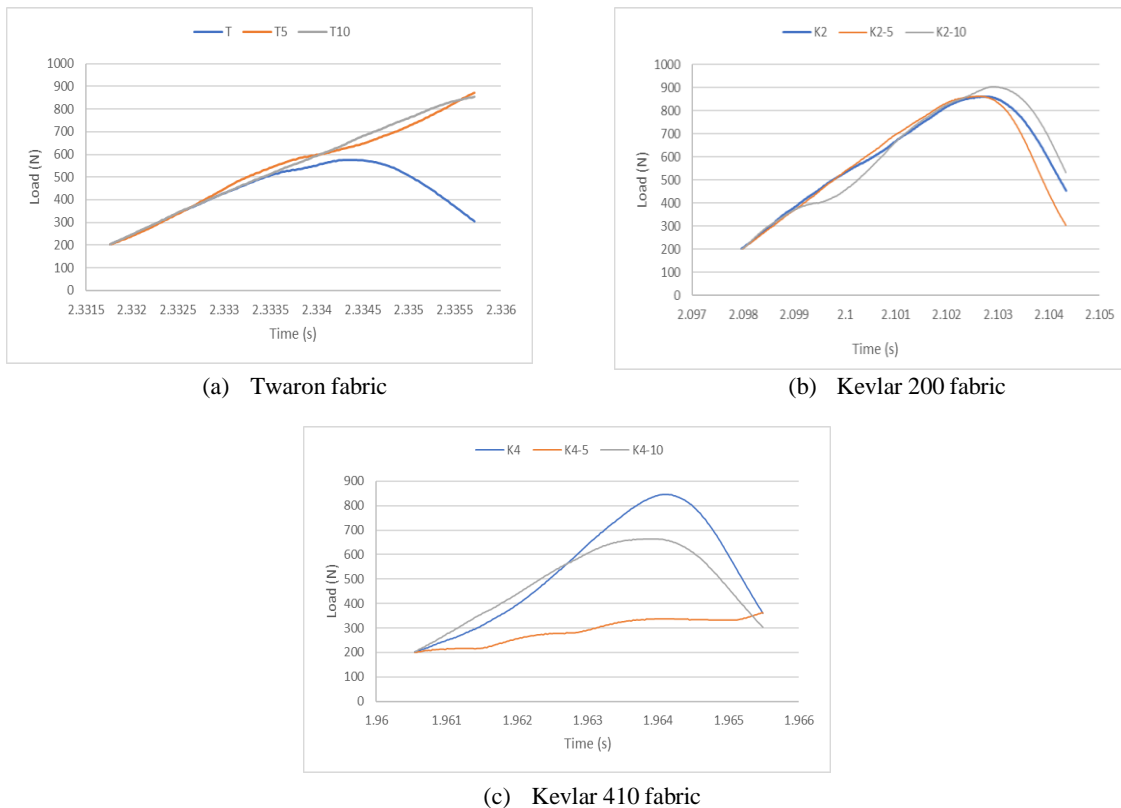 T T5 T10
1000
900
800
700
600
500
400
300
200
100
0
Load (N)
2.3315 2.332 2.3325 2.333 2.3335 2.334 2.3345 2.335 2.3355 2.336
Time (s)
(a) Twaron fabric
K2 K2-5 K2-10
1000
900
800
700
600
500
400
300
200
100
0
Load (N)
2.097 2.098 2.099 2.1 2.101 2.102 2.103 2.104 2.105
Time (s)
(b) Kevlar 200 fabric
K4 K4-5 K4-10
900
800
700
600
500
400
300
200
100
0
Load (N)
1.96 1.961 1.962 1.963 1.964 1.965 1.966
Time (s)
(c) Kevlar 410 fabric